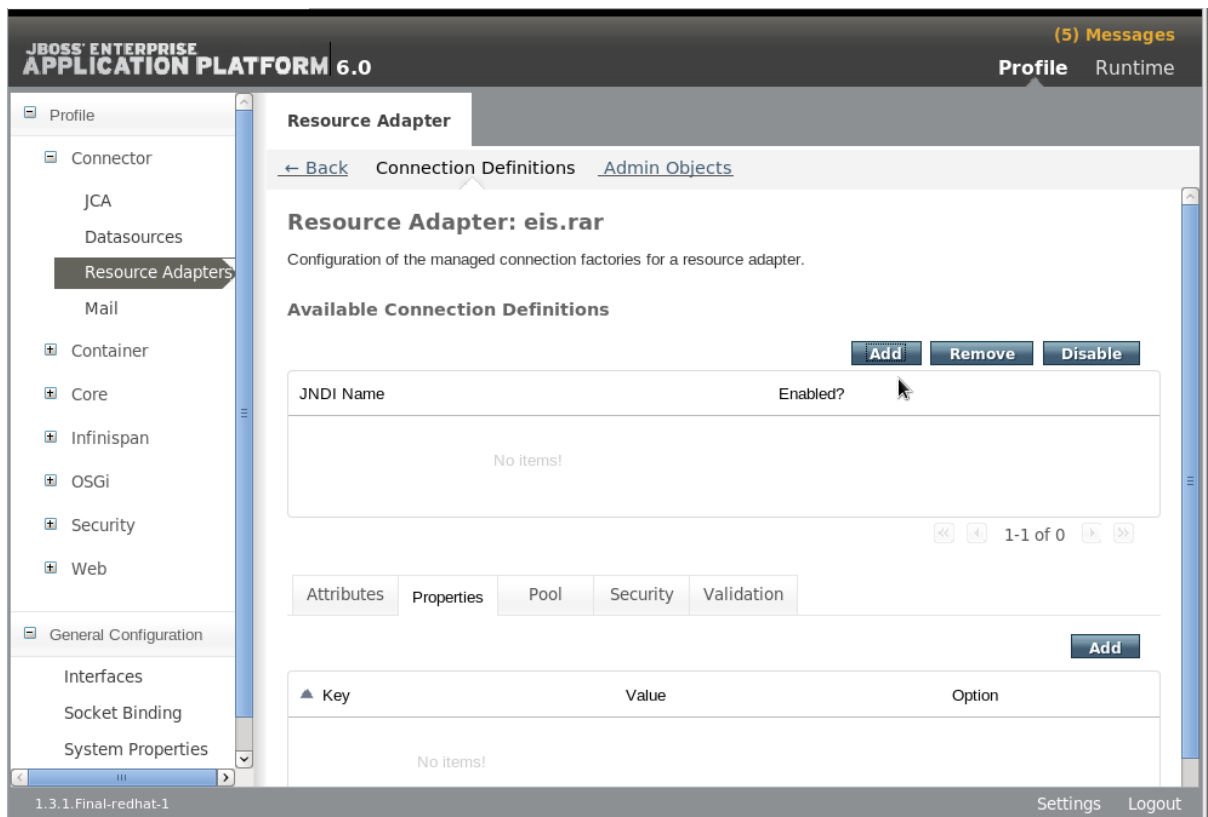 (5) Messages
JBOSS' ENTERPRISE
APPLICATION PLATFORM 6.0
Profile Runtime
Profile
Connector
JCA
Datasources
Resource Adapters
Mail
Container
Core
Infinispan
OSGi
Security
Web
General Configuration
Interfaces
Socket Binding
System Properties
Resource Adapter
← Back Connection Definitions Admin Objects
Resource Adapter: eis.rar
Configuration of the managed connection factories for a resource adapter.
Available Connection Definitions
Add Remove Disable
JNDI Name Enabled?
No items!
1-1 of 0
Attributes Properties Pool Security Validation
Add
Key Value Option
No items!
1.3.1.Final-redhat-1 Settings Logout